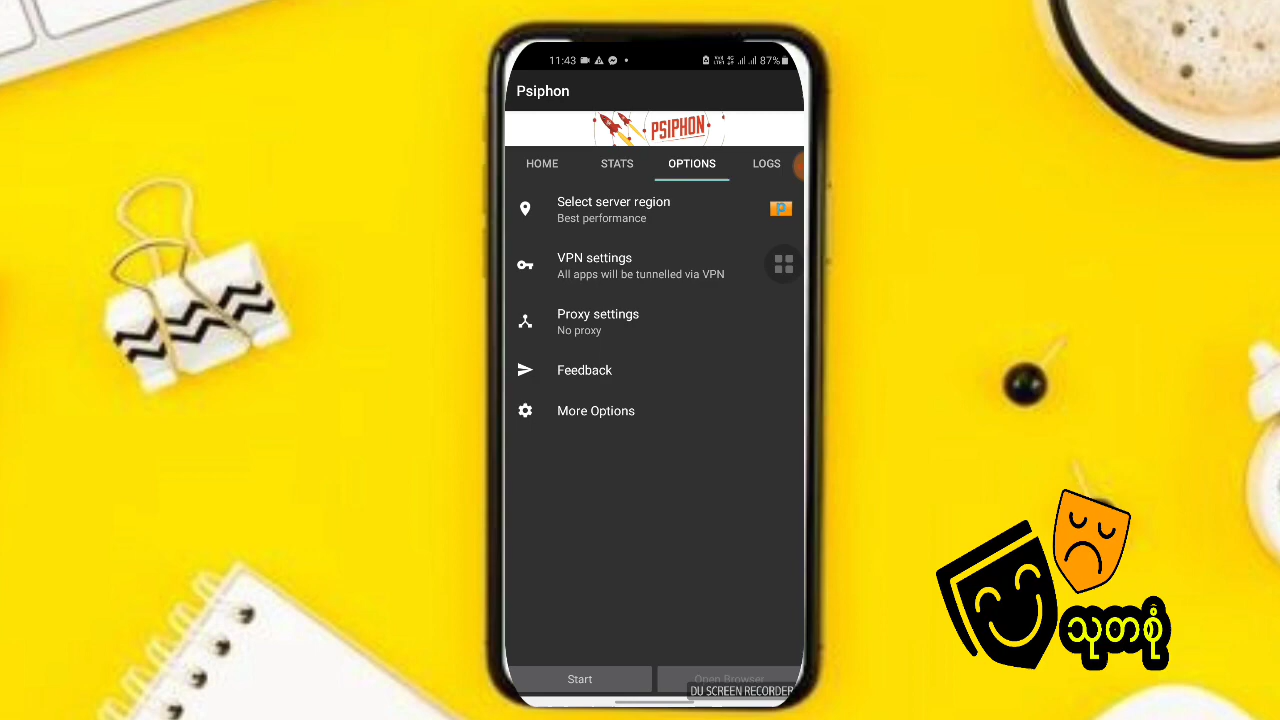 11:43
87%
Psiphon
PSIPHON
HOME STATS OPTIONS LOGS
Select server region
Best performance
P
VPN settings
All apps will be tunnelled via VPN
Proxy settings
No proxy
Feedback
More Options
Start
Open Browser
DU SCREEN RECORDER
သုတစုံ